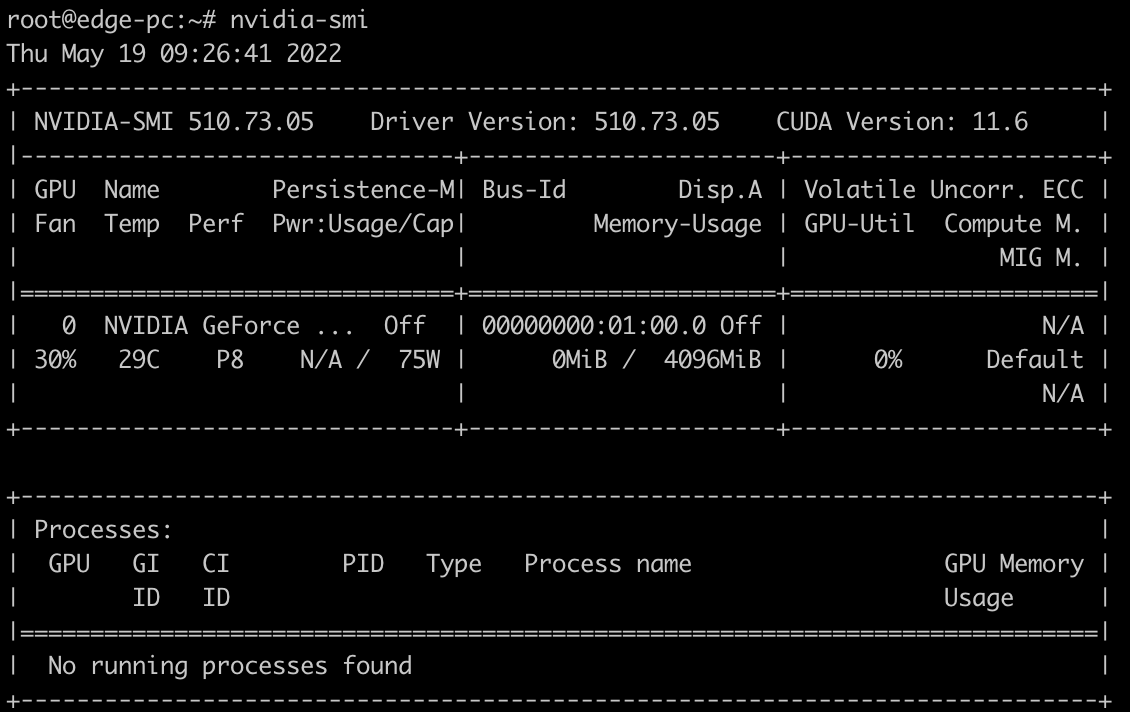 root@edge-pc:~# nvidia-smi
Thu May 19 09:26:41 2022
+-----------------------------------------------------------------------------+
| NVIDIA-SMI 510.73.05    Driver Version: 510.73.05    CUDA Version: 11.6     |
|-------------------------------+----------------------+----------------------+
| GPU  Name        Persistence-M| Bus-Id        Disp.A | Volatile Uncorr. ECC |
| Fan  Temp  Perf  Pwr:Usage/Cap|         Memory-Usage | GPU-Util  Compute M. |
|                               |                      |               MIG M. |
|===============================+======================+======================|
|   0  NVIDIA GeForce ...  Off  | 00000000:01:00.0 Off |                  N/A |
| 30%   29C    P8    N/A /  75W |      0MiB /  4096MiB |      0%      Default |
|                               |                      |                  N/A |
+-------------------------------+----------------------+----------------------+

+-----------------------------------------------------------------------------+
| Processes:                                                                  |
|  GPU   GI   CI        PID   Type   Process name                  GPU Memory |
|        ID   ID                                                   Usage      |
|=============================================================================|
|  No running processes found                                                 |
+-----------------------------------------------------------------------------+